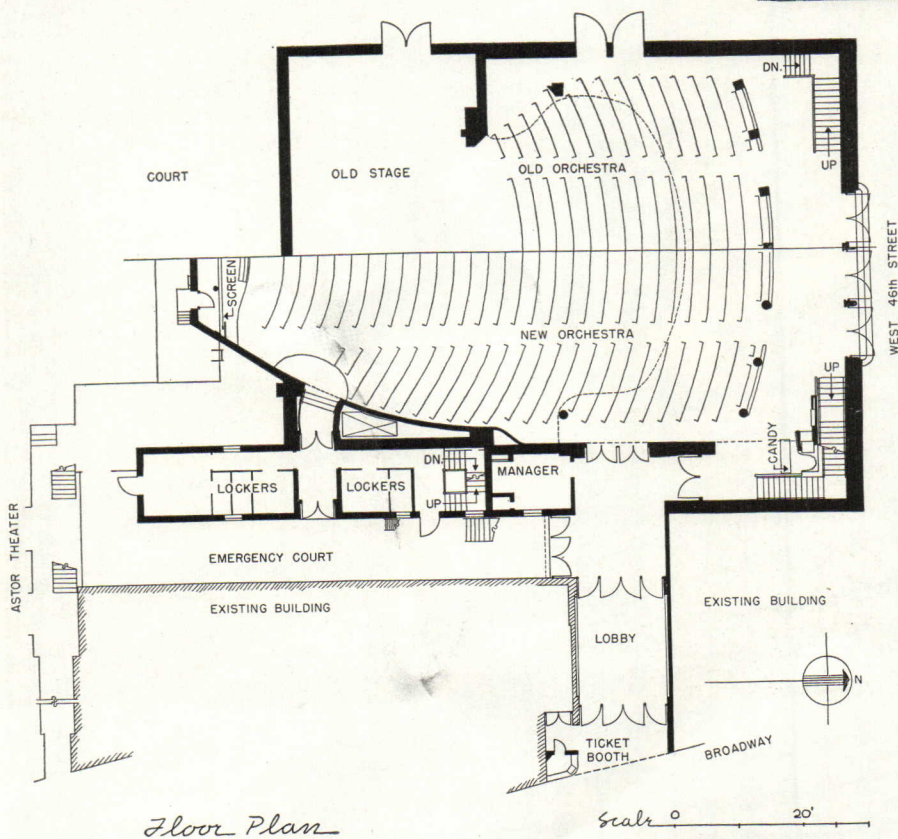 DN.
UP
COURT
OLD STAGE
OLD ORCHESTRA
SCREEN
NEW ORCHESTRA
WEST 46th STREET
UP
CANDY
DN.
MANAGER
LOCKERS
LOCKERS
UP
EMERGENCY COURT
ASTOR THEATER
EXISTING BUILDING
EXISTING BUILDING
LOBBY
N
TICKET
BOOTH
BROADWAY
Floor Plan
Scale 0 20'